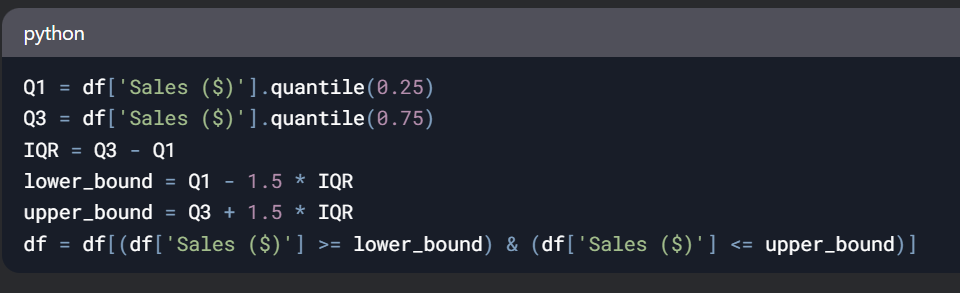 python
Q1 = df['Sales ($)'].quantile(0.25)
Q3 = df['Sales ($)'].quantile(0.75)
IQR = Q3 - Q1
lower_bound = Q1 - 1.5 * IQR
upper_bound = Q3 + 1.5 * IQR
df = df[(df['Sales ($)'] >= lower_bound) & (df['Sales ($)'] <= upper_bound)]